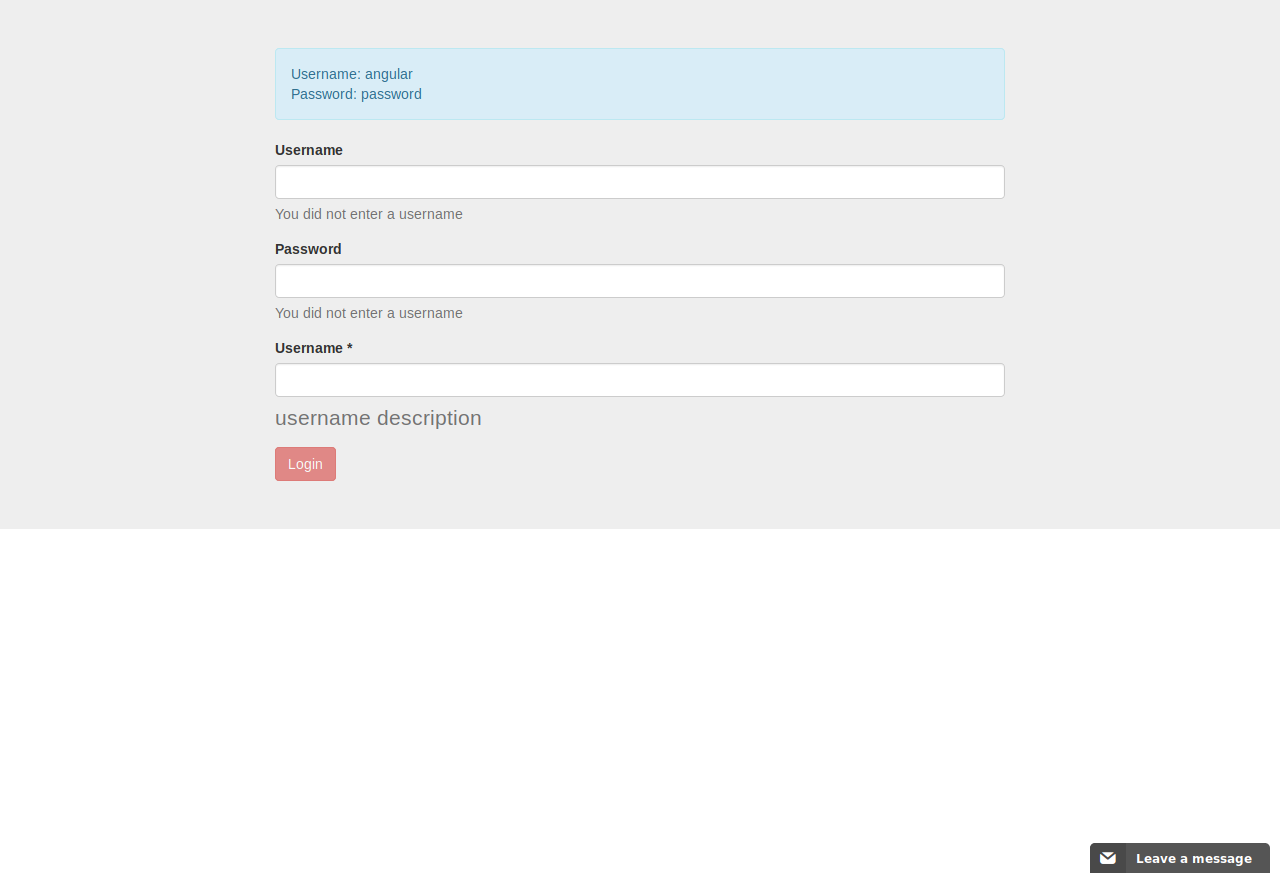 Username: angular
Password: password
Username
You did not enter a username
Password
You did not enter a username
Username *
username description
Login
Leave a message